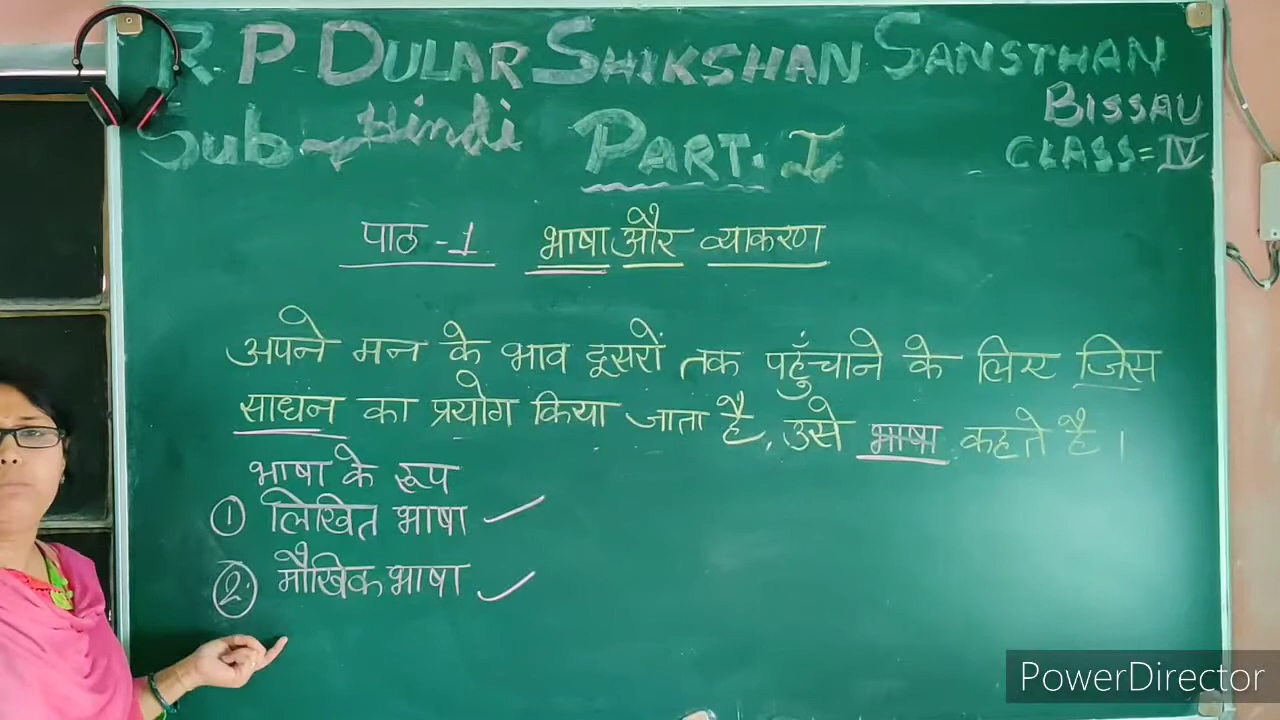 R.P. DULAR SHIKSHAN SANSTHAN
BISSAU
Sub - Hindi PART. I CLASS = IV
पाठ - 1 भाषा और व्याकरण
अपने मन के भाव दूसरों तक पहुँचाने के लिए जिस
साधन का प्रयोग किया जाता है, उसे भाषा कहते है।
भाषा के रूप
① लिखित भाषा ✓
② मौखिक भाषा ✓
PowerDirector